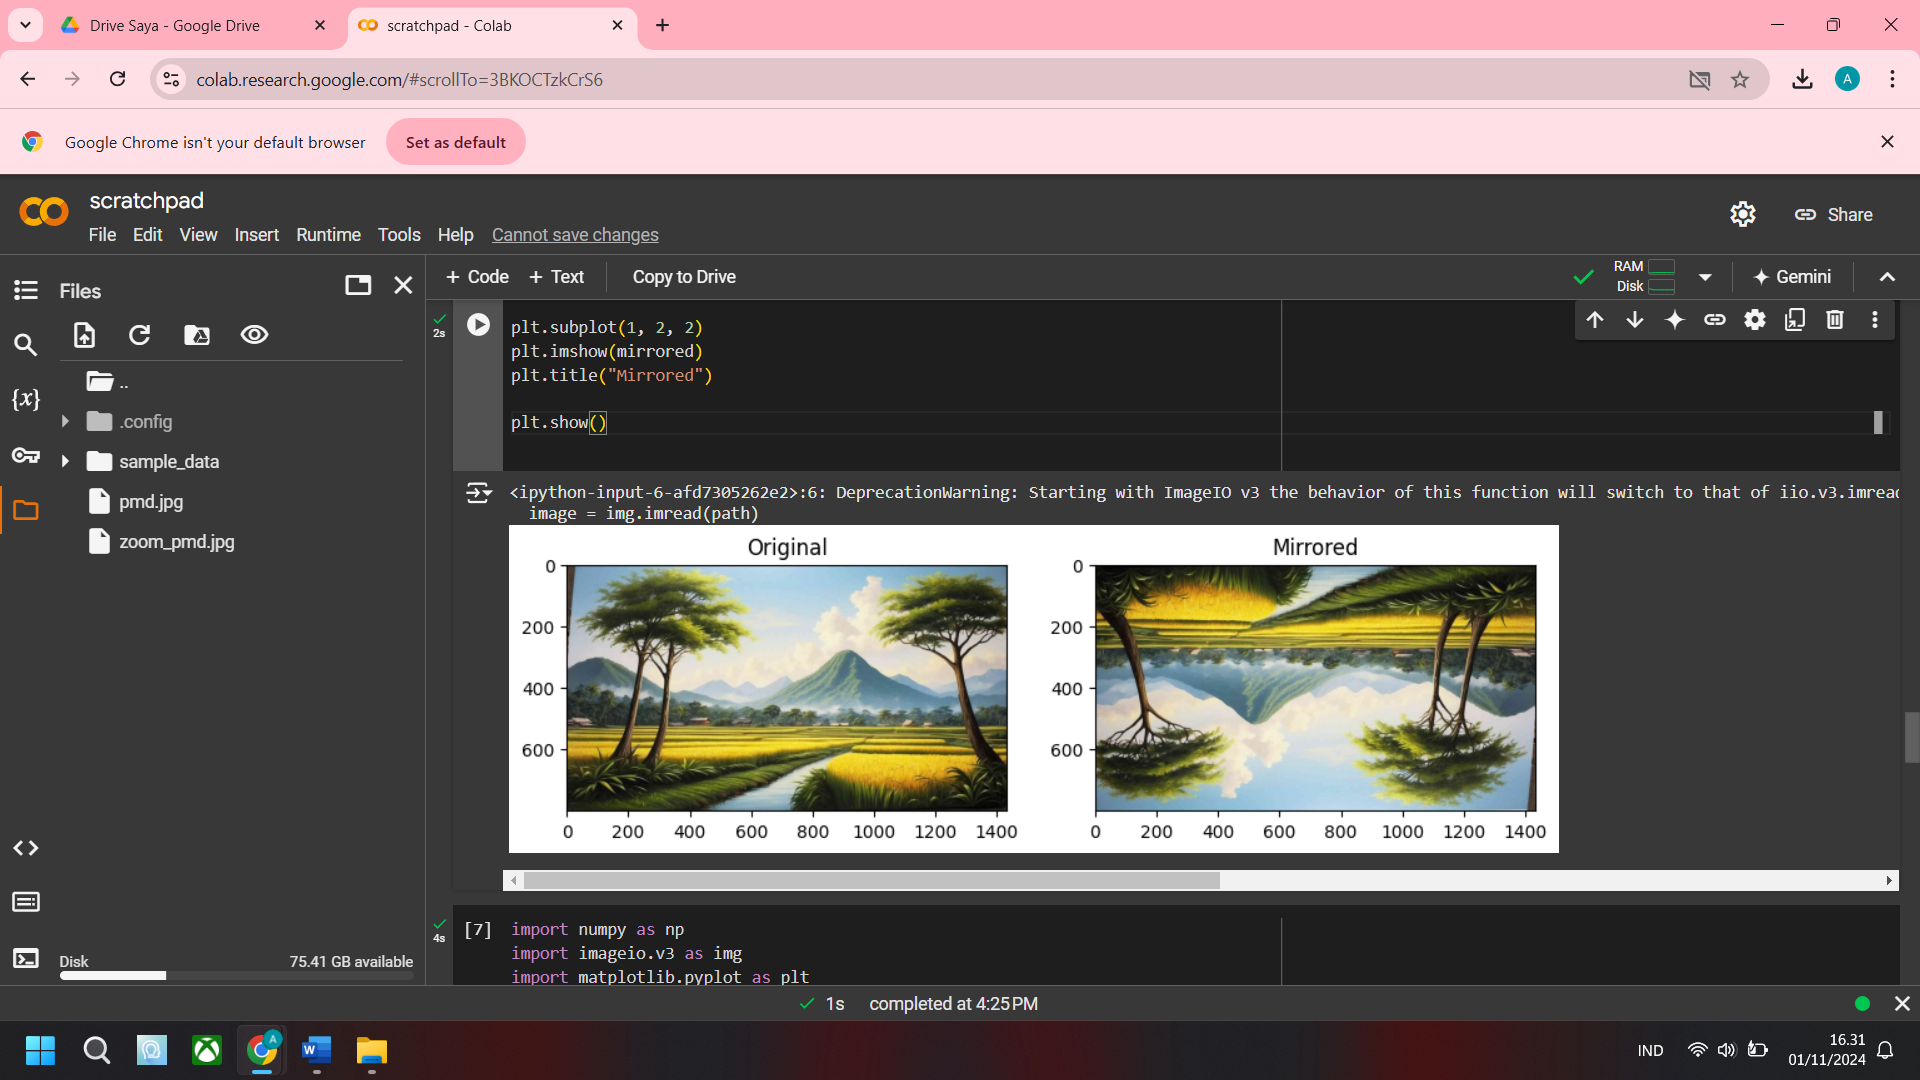 Drive Saya - Google Drive
scratchpad - Colab
colab.research.google.com/#scrollTo=3BKOCTzkCrS6
A
Google Chrome isn't your default browser
Set as default
scratchpad
File Edit View Insert Runtime Tools Help Cannot save changes
Share
Files
+ Code + Text Copy to Drive
RAM
Disk
Gemini
..
.config
sample_data
pmd.jpg
zoom_pmd.jpg
Disk 75.41 GB available
2s
plt.subplot(1, 2, 2)
plt.imshow(mirrored)
plt.title("Mirrored")
plt.show()
<ipython-input-6-afd7305262e2>:6: DeprecationWarning: Starting with ImageIO v3 the behavior of this function will switch to that of iio.v3.imread
image = img.imread(path)
Original
0
200
400
600
0 200 400 600 800 1000 1200 1400
Mirrored
0
200
400
600
0 200 400 600 800 1000 1200 1400
4s
[7] import numpy as np
import imageio.v3 as img
import matplotlib.pyplot as plt
1s completed at 4:25 PM
A
W
IND
16.31
01/11/2024